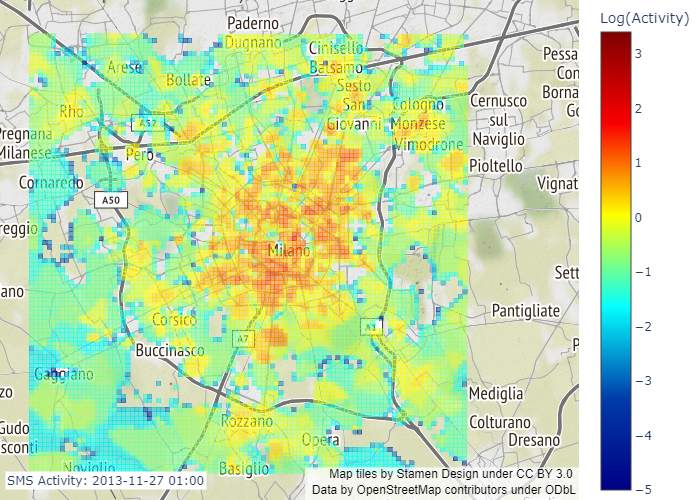 Paderno
Dugnano
Cinisello
Balsamo
Log(Activity)
3
2
1
0
−1
−2
−3
−4
−5
Arese
Bollate
Sesto
San
Giovanni
Pessa
Con
Borna
Go
Rho
A52
Cologno
Monzese
Cernusco
sul
Naviglio
Pregnana
Milanese
Pero
Vimodrone
Pioltello
Cornaredo
A50
Vignat
reggio
Milano
Sett
ano
Corsico
A7
A1
Pantigliate
Buccinasco
P
Gaggiano
zo
Mediglia
Gudo
sconti
Rozzano
Opera
Colturano
Dresano
Noviglio
Basiglio
SMS Activity: 2013-11-27 01:00
Map tiles by Stamen Design under CC BY 3.0
Data by OpenStreetMap contributors under ODbL